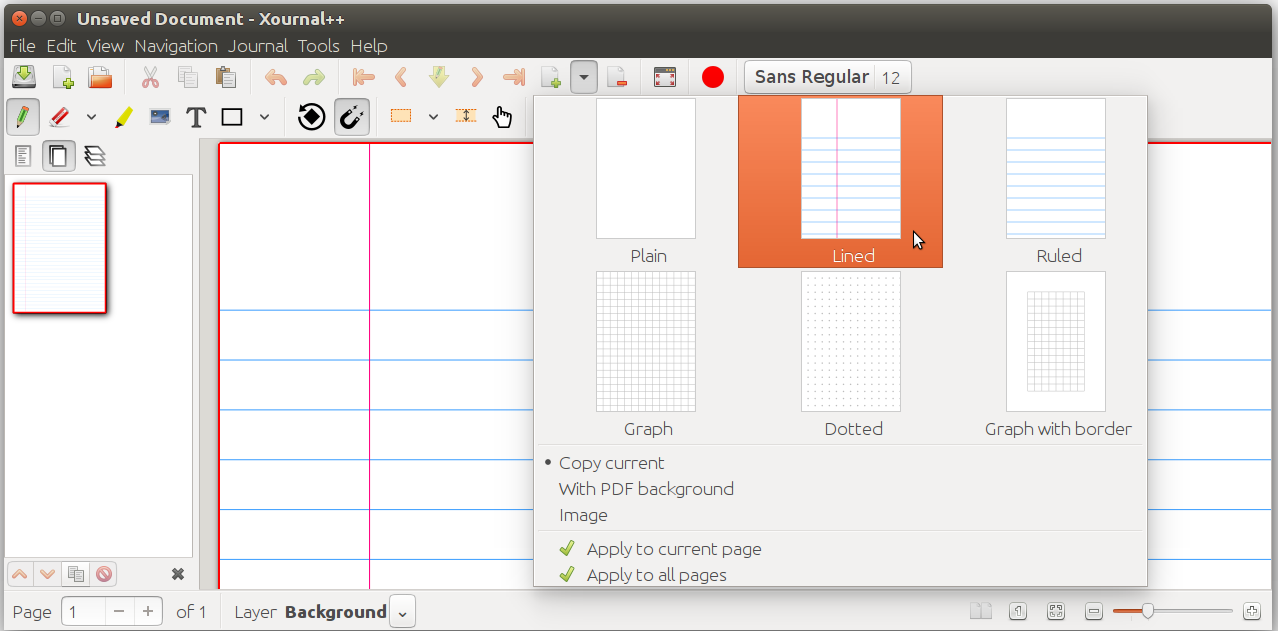 Unsaved Document - Xournal++
File Edit View Navigation Journal Tools Help
Sans Regular 12
T
Plain Lined Ruled
Graph Dotted Graph with border
Copy current
With PDF background
Image
Apply to current page
Apply to all pages
Page 1 of 1 Layer Background 1